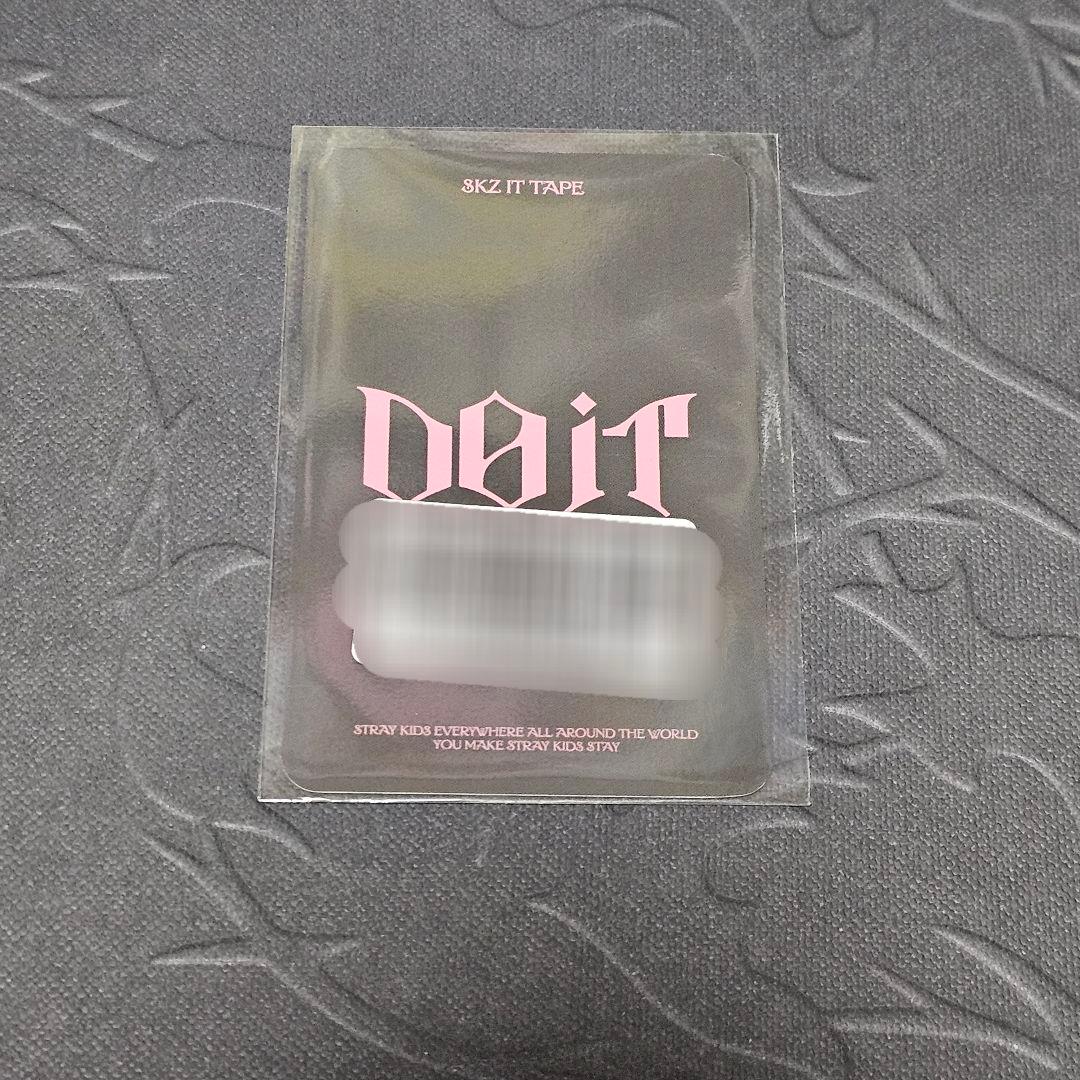 SKZ IT TAPE
DO iT
STRAY KIDS EVERYWHERE ALL AROUND THE WORLD
YOU MAKE STRAY KIDS STAY